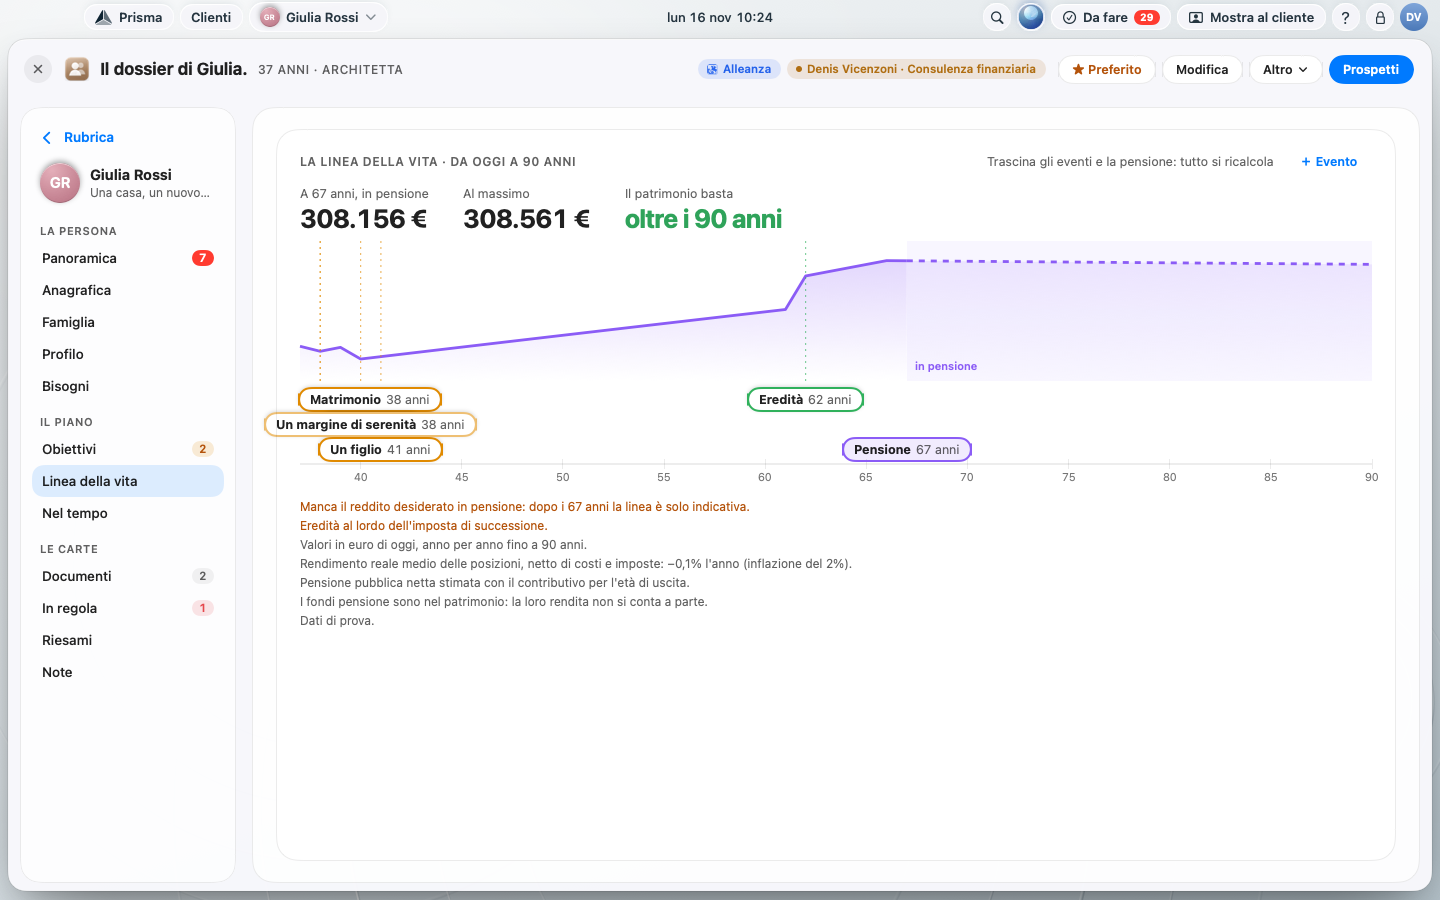 Prisma
Clienti
GR
Giulia Rossi
lun 16 nov 10:24
Da fare 29
Mostra al cliente
?
DV
Il dossier di Giulia.
37 ANNI · ARCHITETTA
Alleanza
Denis Vicenzoni · Consulenza finanziaria
Preferito
Modifica
Altro
Prospetti
Rubrica
GR
Giulia Rossi
Una casa, un nuovo...
LA PERSONA
Panoramica 7
Anagrafica
Famiglia
Profilo
Bisogni
IL PIANO
Obiettivi 2
Linea della vita
Nel tempo
LE CARTE
Documenti 2
In regola 1
Riesami
Note
LA LINEA DELLA VITA · DA OGGI A 90 ANNI
Trascina gli eventi e la pensione: tutto si ricalcola
+ Evento
A 67 anni, in pensione
308.156 €
Al massimo
308.561 €
Il patrimonio basta
oltre i 90 anni
in pensione
Matrimonio 38 anni
Eredità 62 anni
Un margine di serenità 38 anni
Un figlio 41 anni
Pensione 67 anni
40 45 50 55 60 65 70 75 80 85 90
Manca il reddito desiderato in pensione: dopo i 67 anni la linea è solo indicativa.
Eredità al lordo dell'imposta di successione.
Valori in euro di oggi, anno per anno fino a 90 anni.
Rendimento reale medio delle posizioni, netto di costi e imposte: −0,1% l'anno (inflazione del 2%).
Pensione pubblica netta stimata con il contributivo per l'età di uscita.
I fondi pensione sono nel patrimonio: la loro rendita non si conta a parte.
Dati di prova.